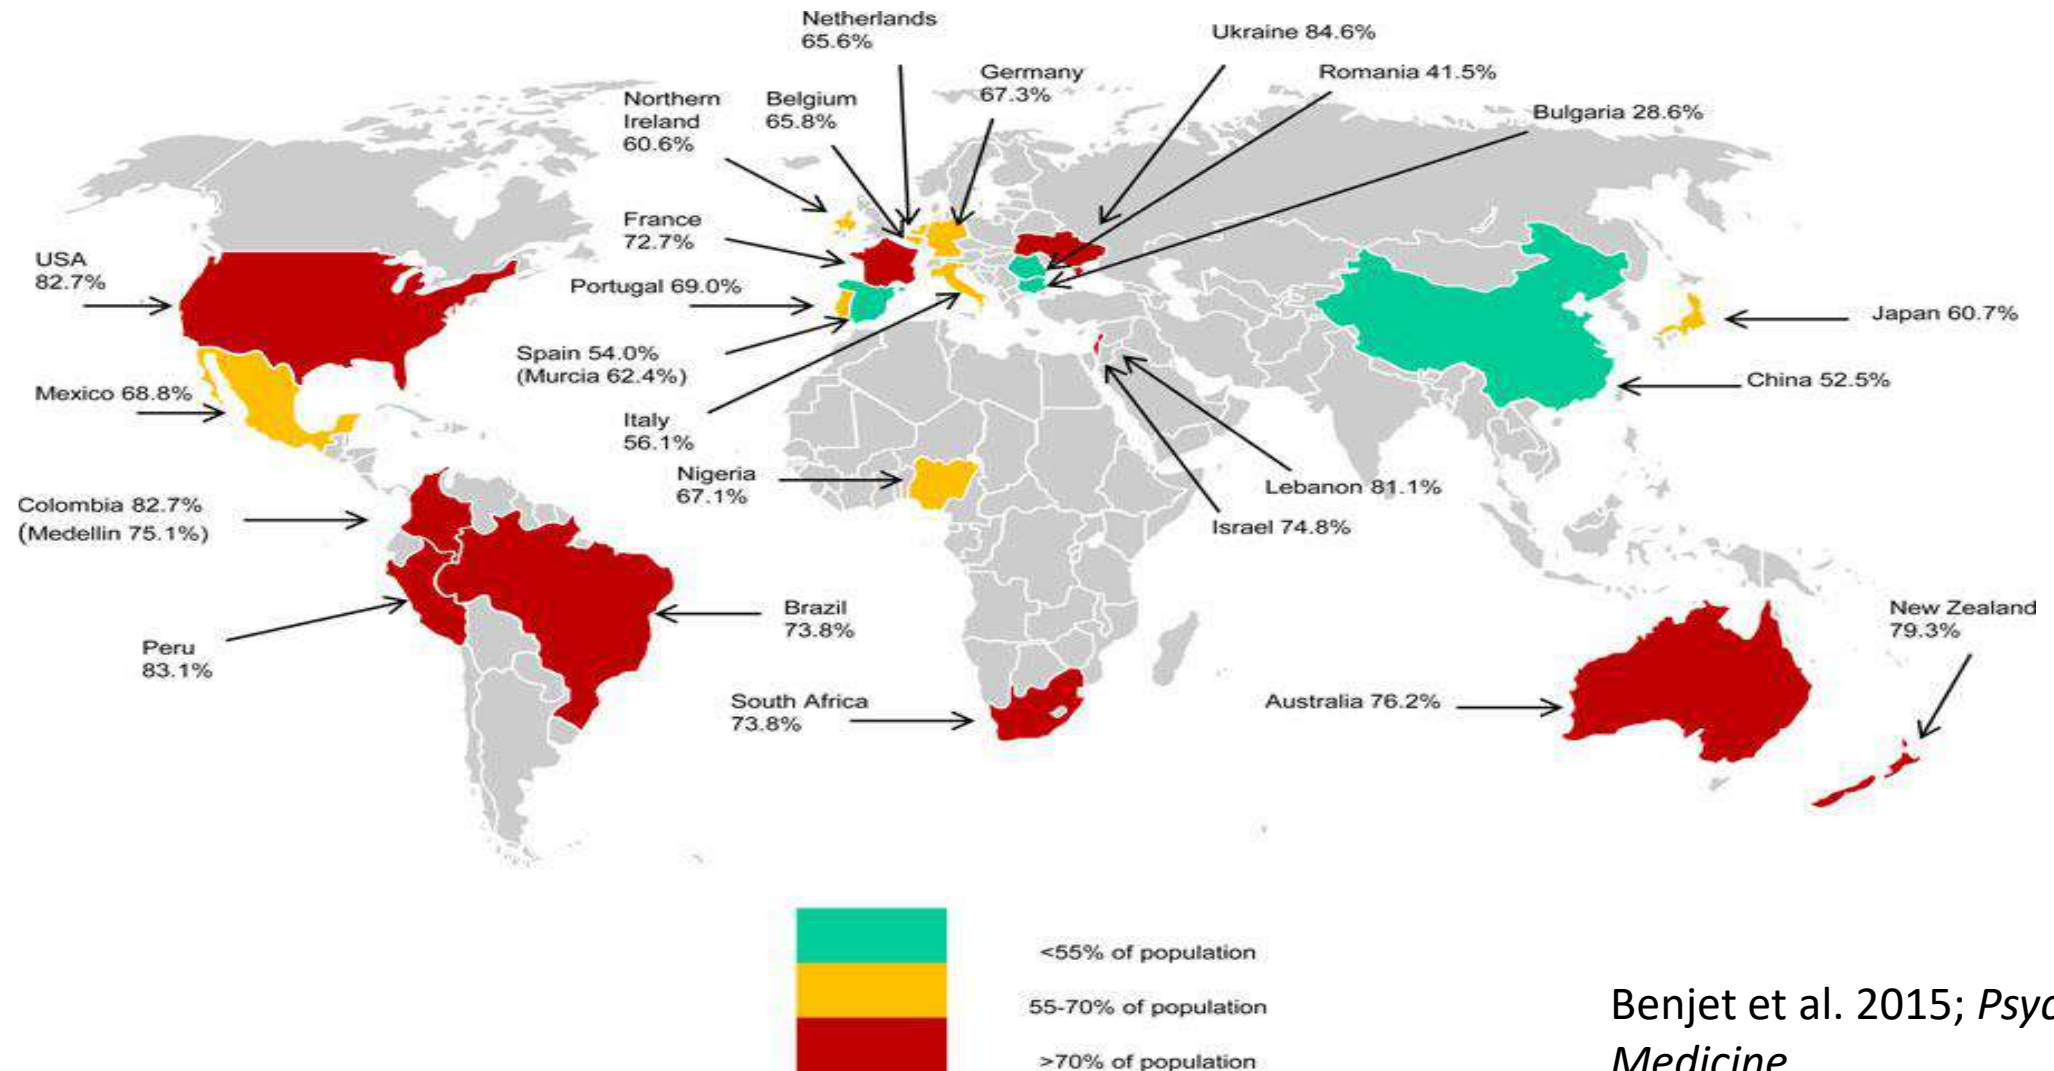 Netherlands
65.6%
Ukraine 84.6%
Germany
67.3%
Romania 41.5%
Northern
Ireland
60.6%
Belgium
65.8%
Bulgaria 28.6%
France
72.7%
USA
82.7%
Portugal 69.0%
Japan 60.7%
Spain 54.0%
(Murcia 62.4%)
China 52.5%
Mexico 68.8%
Italy
56.1%
Nigeria
67.1%
Lebanon 81.1%
Israel 74.8%
Colombia 82.7%
(Medellin 75.1%)
Brazil
73.8%
New Zealand
79.3%
Peru
83.1%
South Africa
73.8%
Australia 76.2%
<55% of population
55-70% of population
>70% of population
Benjet et al. 2015;
Medicine